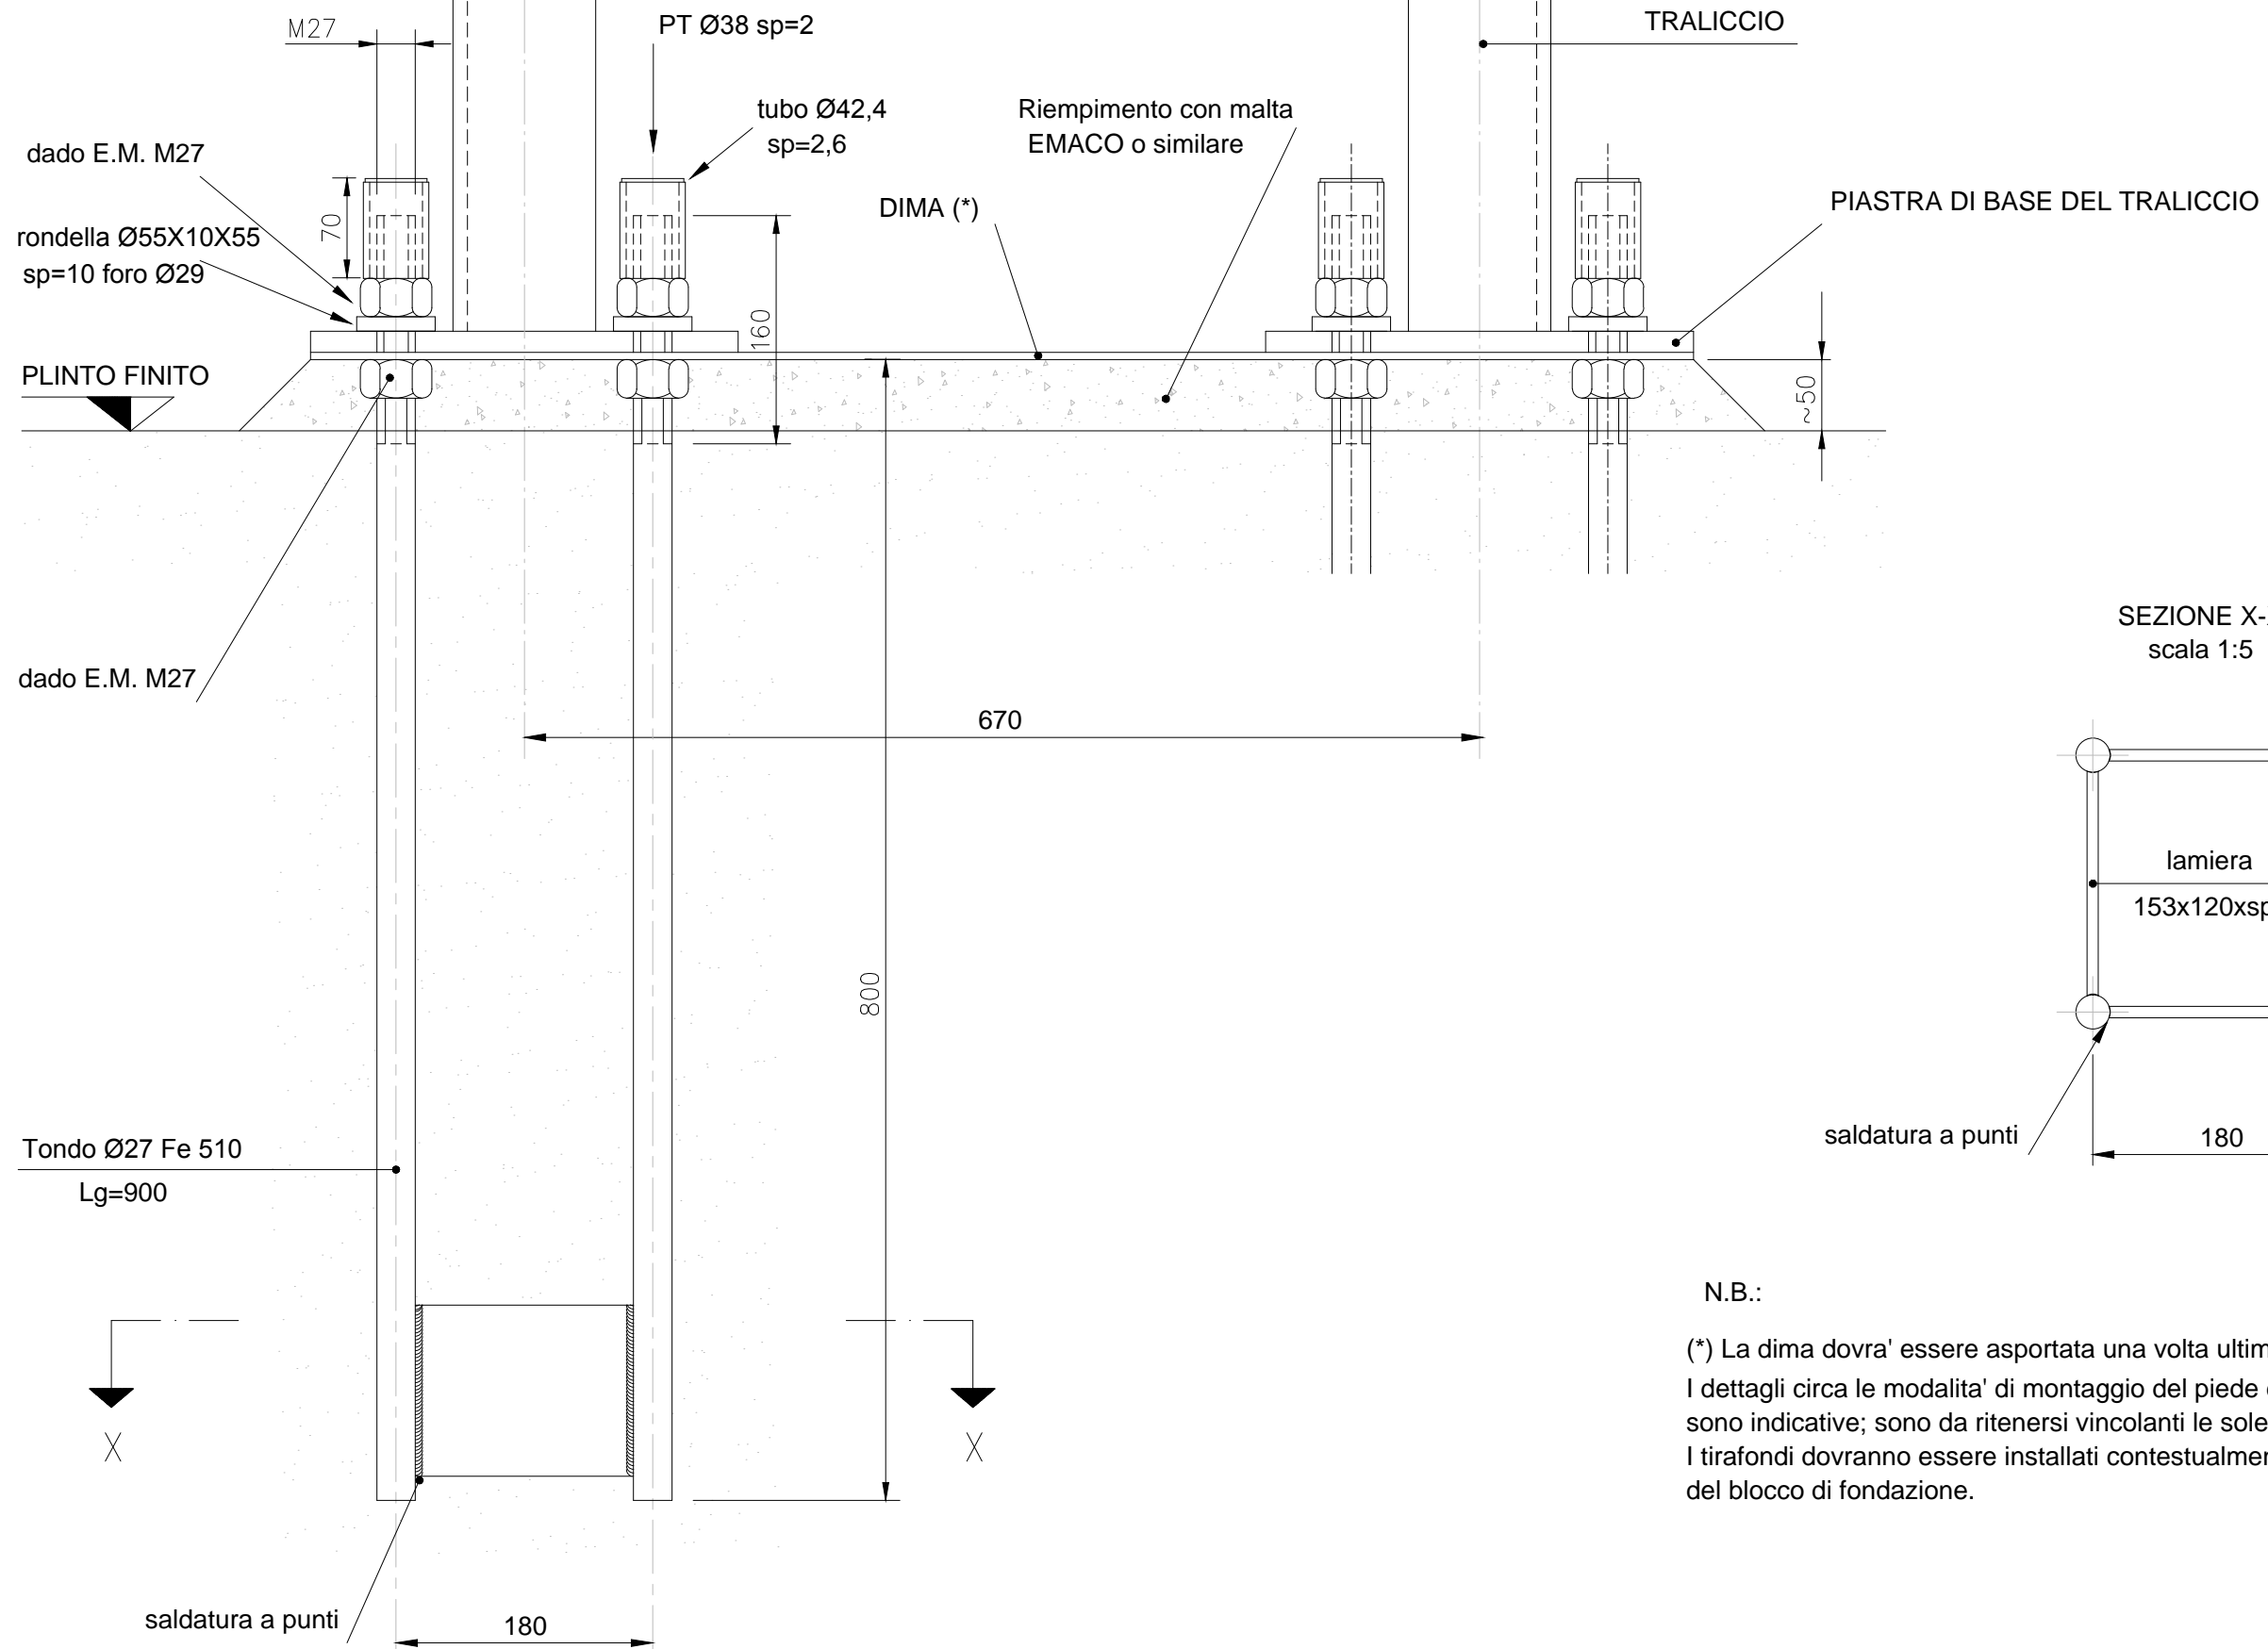 M27
PT Ø38 sp=2
TRALICCIO
tubo Ø42,4
sp=2,6
Riempimento con malta
EMACO o similare
dado E.M. M27
70
DIMA (*)
PIASTRA DI BASE DEL TRALICCIO
rondella Ø55X10X55
sp=10 foro Ø29
160
PLINTO FINITO
~50
SEZIONE X-
scala 1:5
dado E.M. M27
670
lamiera
153x120xsp
800
saldatura a punti
180
Tondo Ø27 Fe 510
Lg=900
N.B.:
(*) La dima dovra' essere asportata una volta ultim
I dettagli circa le modalita' di montaggio del piede
sono indicative; sono da ritenersi vincolanti le sole
I tirafondi dovranno essere installati contestualmen
del blocco di fondazione.
X
X
saldatura a punti
180